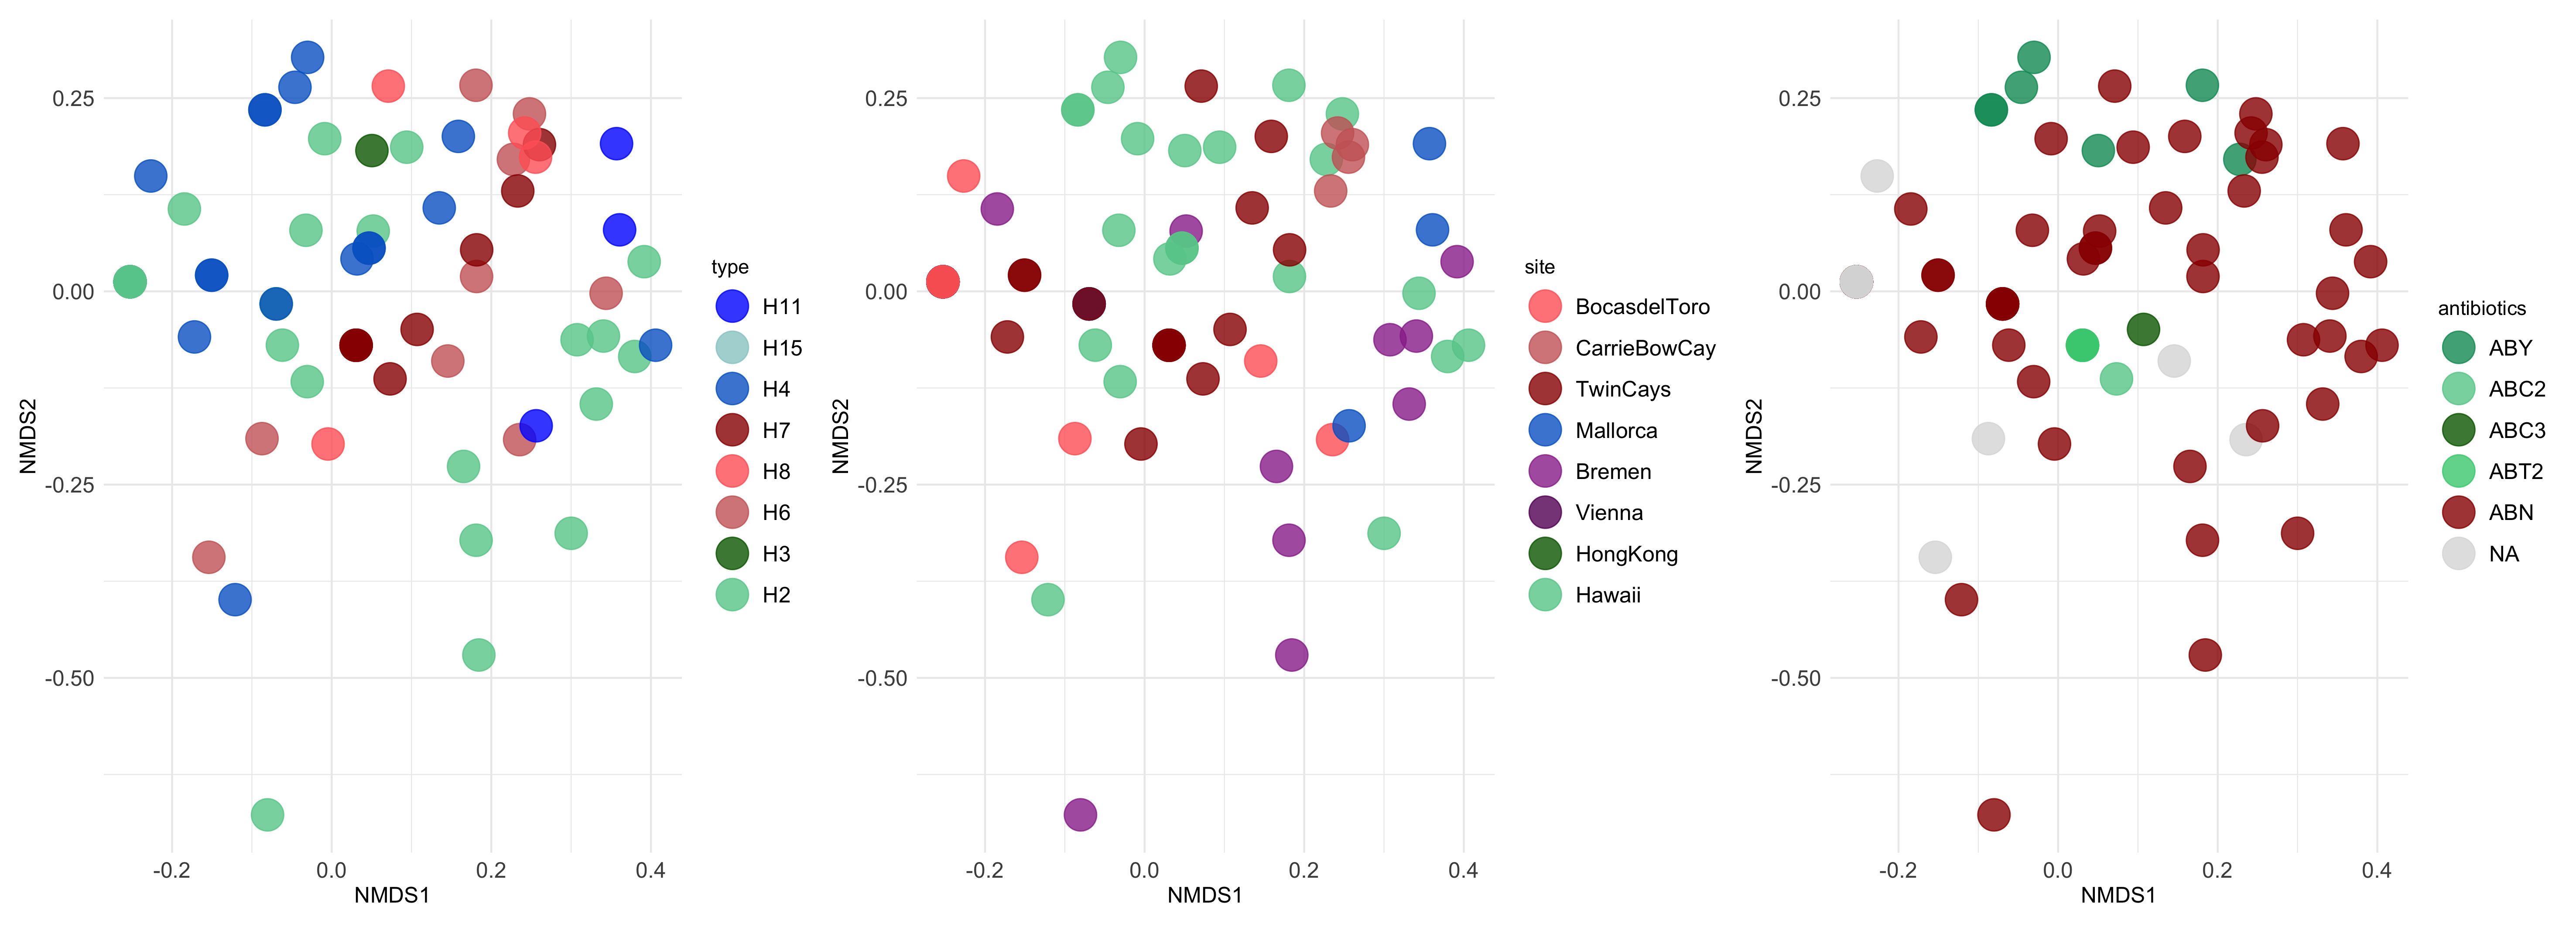 NMDS2
0.25
0.00
-0.25
-0.50
-0.2
0.0
0.2
0.4
NMDS1
type
H11
H15
H4
H7
H8
H6
H3
H2
NMDS2
0.25
0.00
-0.25
-0.50
-0.2
0.0
0.2
0.4
NMDS1
site
BocasdelToro
CarrieBowCay
TwinCays
Mallorca
Bremen
Vienna
HongKong
Hawaii
NMDS2
0.25
0.00
-0.25
-0.50
-0.2
0.0
0.2
0.4
NMDS1
antibiotics
ABY
ABC2
ABC3
ABT2
ABN
NA